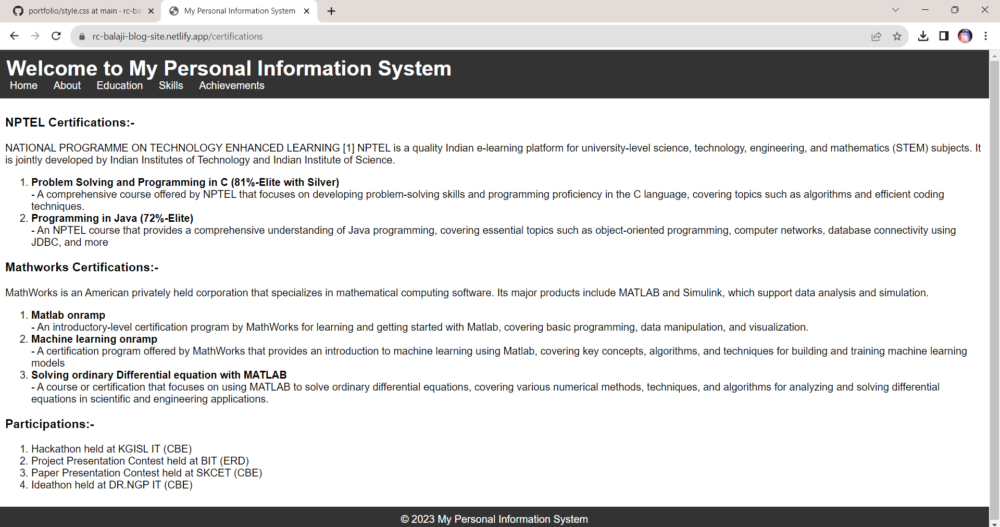 portfolio/style.css at main · rc-ba
My Personal Information System
rc-balaji-blog-site.netlify.app/certifications
Welcome to My Personal Information System
Home About Education Skills Achievements
NPTEL Certifications:-
NATIONAL PROGRAMME ON TECHNOLOGY ENHANCED LEARNING [1] NPTEL is a quality Indian e-learning platform for university-level science, technology, engineering, and mathematics (STEM) subjects. It
is jointly developed by Indian Institutes of Technology and Indian Institute of Science.
1. Problem Solving and Programming in C (81%-Elite with Silver)
- A comprehensive course offered by NPTEL that focuses on developing problem-solving skills and programming proficiency in the C language, covering topics such as algorithms and efficient coding
techniques.
2. Programming in Java (72%-Elite)
- An NPTEL course that provides a comprehensive understanding of Java programming, covering essential topics such as object-oriented programming, computer networks, database connectivity using
JDBC, and more
Mathworks Certifications:-
MathWorks is an American privately held corporation that specializes in mathematical computing software. Its major products include MATLAB and Simulink, which support data analysis and simulation.
1. Matlab onramp
- An introductory-level certification program by MathWorks for learning and getting started with Matlab, covering basic programming, data manipulation, and visualization.
2. Machine learning onramp
- A certification program offered by MathWorks that provides an introduction to machine learning using Matlab, covering key concepts, algorithms, and techniques for building and training machine learning
models
3. Solving ordinary Differential equation with MATLAB
- A course or certification that focuses on using MATLAB to solve ordinary differential equations, covering various numerical methods, techniques, and algorithms for analyzing and solving differential
equations in scientific and engineering applications.
Participations:-
1. Hackathon held at KGISL IT (CBE)
2. Project Presentation Contest held at BIT (ERD)
3. Paper Presentation Contest held at SKCET (CBE)
4. Ideathon held at DR.NGP IT (CBE)
© 2023 My Personal Information System